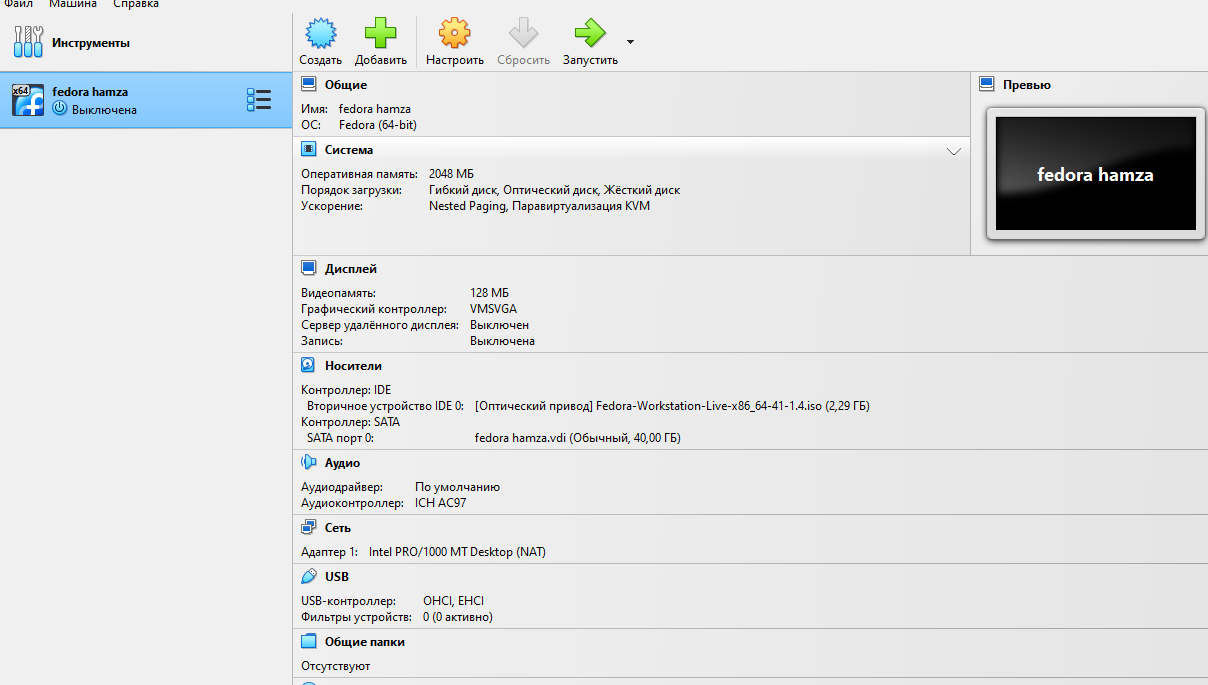 Файл Машина Справка
Инструменты
Создать Добавить Настроить Сбросить Запустить
x64
fedora hamza
Выключена
Общие
Имя: fedora hamza
ОС: Fedora (64-bit)
Превью
fedora hamza
Система
Оперативная память: 2048 МБ
Порядок загрузки: Гибкий диск, Оптический диск, Жёсткий диск
Ускорение: Nested Paging, Паравиртуализация KVM
Дисплей
Видеопамять: 128 МБ
Графический контроллер: VMSVGA
Сервер удалённого дисплея: Выключен
Запись: Выключена
Носители
Контроллер: IDE
Вторичное устройство IDE 0: [Оптический привод] Fedora-Workstation-Live-x86_64-41-1.4.iso (2,29 ГБ)
Контроллер: SATA
SATA порт 0: fedora hamza.vdi (Обычный, 40,00 ГБ)
Аудио
Аудиодрайвер: По умолчанию
Аудиоконтроллер: ICH AC97
Сеть
Адаптер 1: Intel PRO/1000 MT Desktop (NAT)
USB
USB-контроллер: OHCI, EHCI
Фильтры устройств: 0 (0 активно)
Общие папки
Отсутствуют